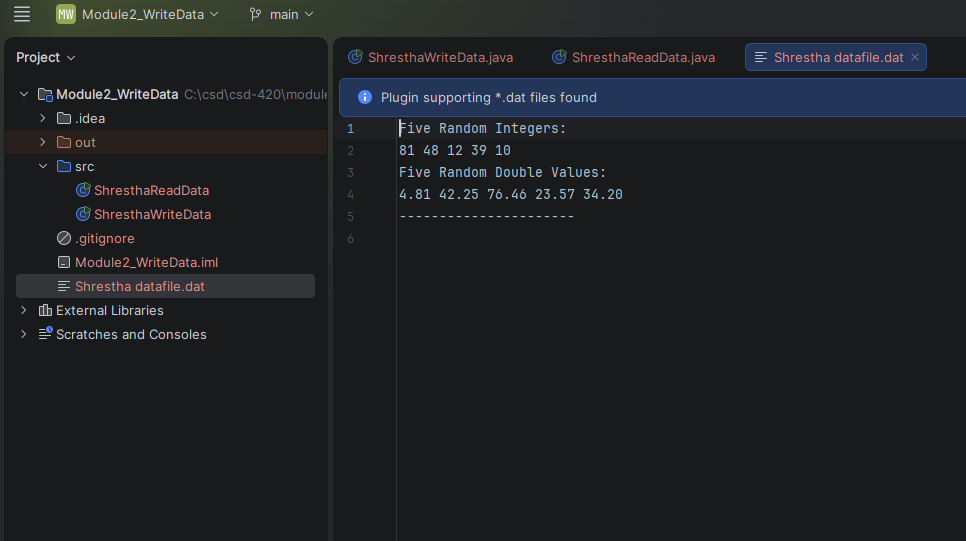 MW Module2_WriteData main
Project
Module2_WriteData C:\csd\csd-420\module
.idea
out
src
ShresthaReadData
ShresthaWriteData
.gitignore
Module2_WriteData.iml
Shrestha datafile.dat
External Libraries
Scratches and Consoles
ShresthaWriteData.java ShresthaReadData.java Shrestha datafile.dat
Plugin supporting *.dat files found
1 Five Random Integers:
2 81 48 12 39 10
3 Five Random Double Values:
4 4.81 42.25 76.46 23.57 34.20
5 ----------------------
6